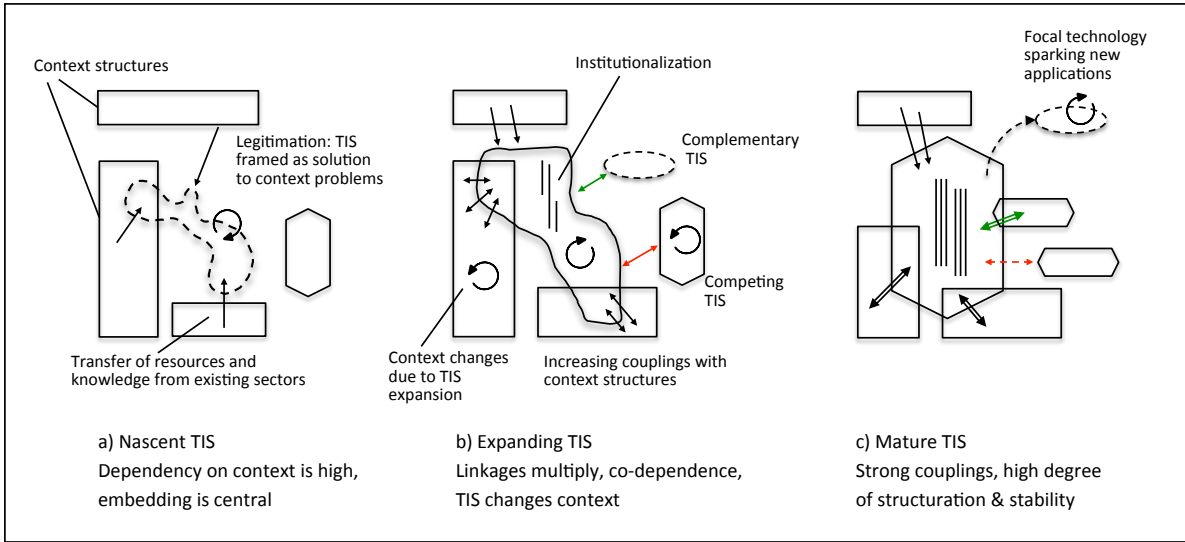 Context structures
Legitimation: TIS
framed as solution
to context problems
Transfer of resources and
knowledge from existing sectors
a) Nascent TIS
Dependency on context is high,
embedding is central
Institutionalization
Complementary
TIS
Competing
TIS
Context changes
due to TIS
expansion
Increasing couplings with
context structures
b) Expanding TIS
Linkages multiply, co-dependence,
TIS changes context
Focal technology
sparking new
applications
c) Mature TIS
Strong couplings, high degree
of structuration & stability